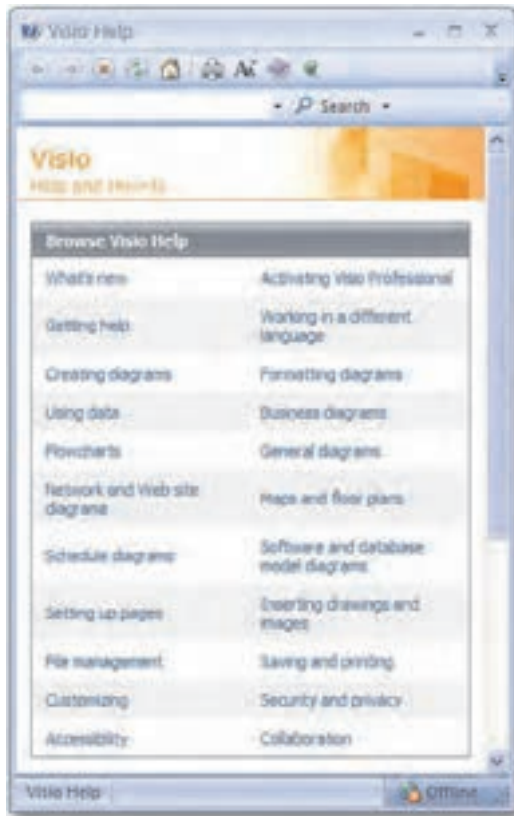 Visio Help
Search
Visio
Help and How-to
Browse Visio Help
What's new
Activating Visio Professional
Getting help
Working in a different
language
Creating diagrams
Formatting diagrams
Using data
Business diagrams
Flowcharts
General diagrams
Network and Web site
diagrams
Maps and floor plans
Schedule diagrams
Software and database
model diagrams
Setting up pages
Inserting drawings and
images
File management
Saving and printing
Customizing
Security and privacy
Accessibility
Collaboration
Visio Help
Offline